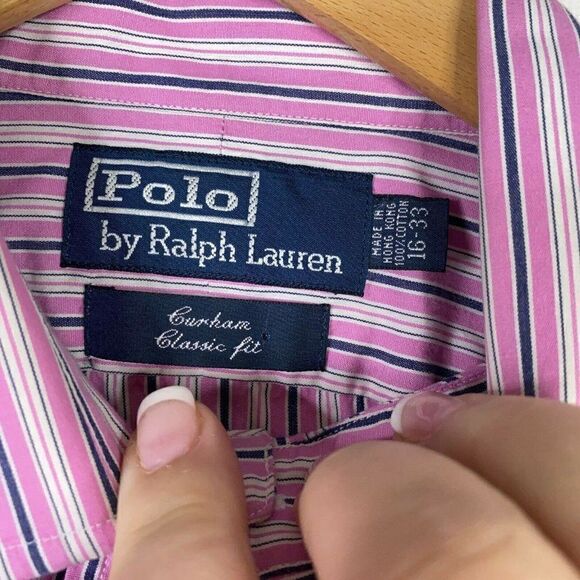 Polo
by Ralph Lauren
MADE IN
HONG KONG
100% COTTON
16-33
Curham
Classic fit